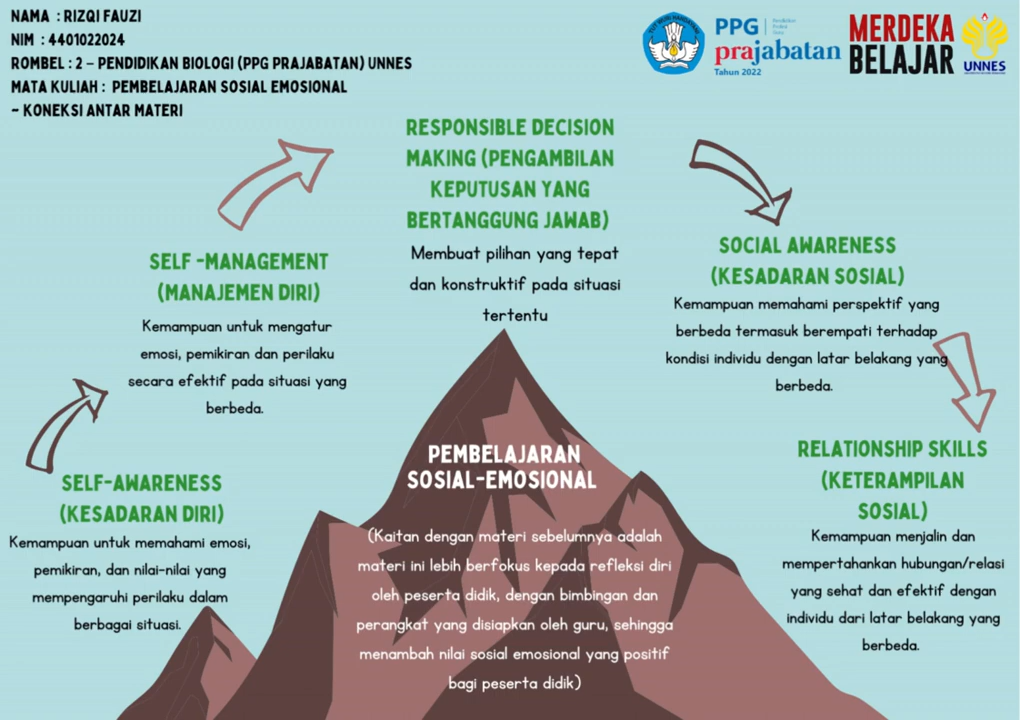 NAMA : RIZQI FAUZI
NIM : 4401022024
ROMBEL : 2 – PENDIDIKAN BIOLOGI (PPG PRAJABATAN) UNNES
MATA KULIAH : PEMBELAJARAN SOSIAL EMOSIONAL
~ KONEKSI ANTAR MATERI
TUT WURI HANDAYANI
PPG
Pendidikan
Profesi
Guru
prajabatan
Tahun 2022
MERDEKA
BELAJAR
UNNES
RESPONSIBLE DECISION
MAKING (PENGAMBILAN
KEPUTUSAN YANG
BERTANGGUNG JAWAB)
Membuat pilihan yang tepat
dan konstruktif pada situasi
tertentu
SELF -MANAGEMENT
(MANAJEMEN DIRI)
Kemampuan untuk mengatur
emosi, pemikiran dan perilaku
secara efektif pada situasi yang
berbeda.
SOCIAL AWARENESS
(KESADARAN SOSIAL)
Kemampuan memahami perspektif yang
berbeda termasuk berempati terhadap
kondisi individu dengan latar belakang yang
berbeda.
SELF-AWARENESS
(KESADARAN DIRI)
Kemampuan untuk memahami emosi,
pemikiran, dan nilai-nilai yang
mempengaruhi perilaku dalam
berbagai situasi.
PEMBELAJARAN
SOSIAL-EMOSIONAL
(Kaitan dengan materi sebelumnya adalah
materi ini lebih berfokus kepada refleksi diri
oleh peserta didik, dengan bimbingan dan
perangkat yang disiapkan oleh guru, sehingga
menambah nilai sosial emosional yang positif
bagi peserta didik)
RELATIONSHIP SKILLS
(KETERAMPILAN
SOSIAL)
Kemampuan menjalin dan
mempertahankan hubungan/relasi
yang sehat dan efektif dengan
individu dari latar belakang yang
berbeda.